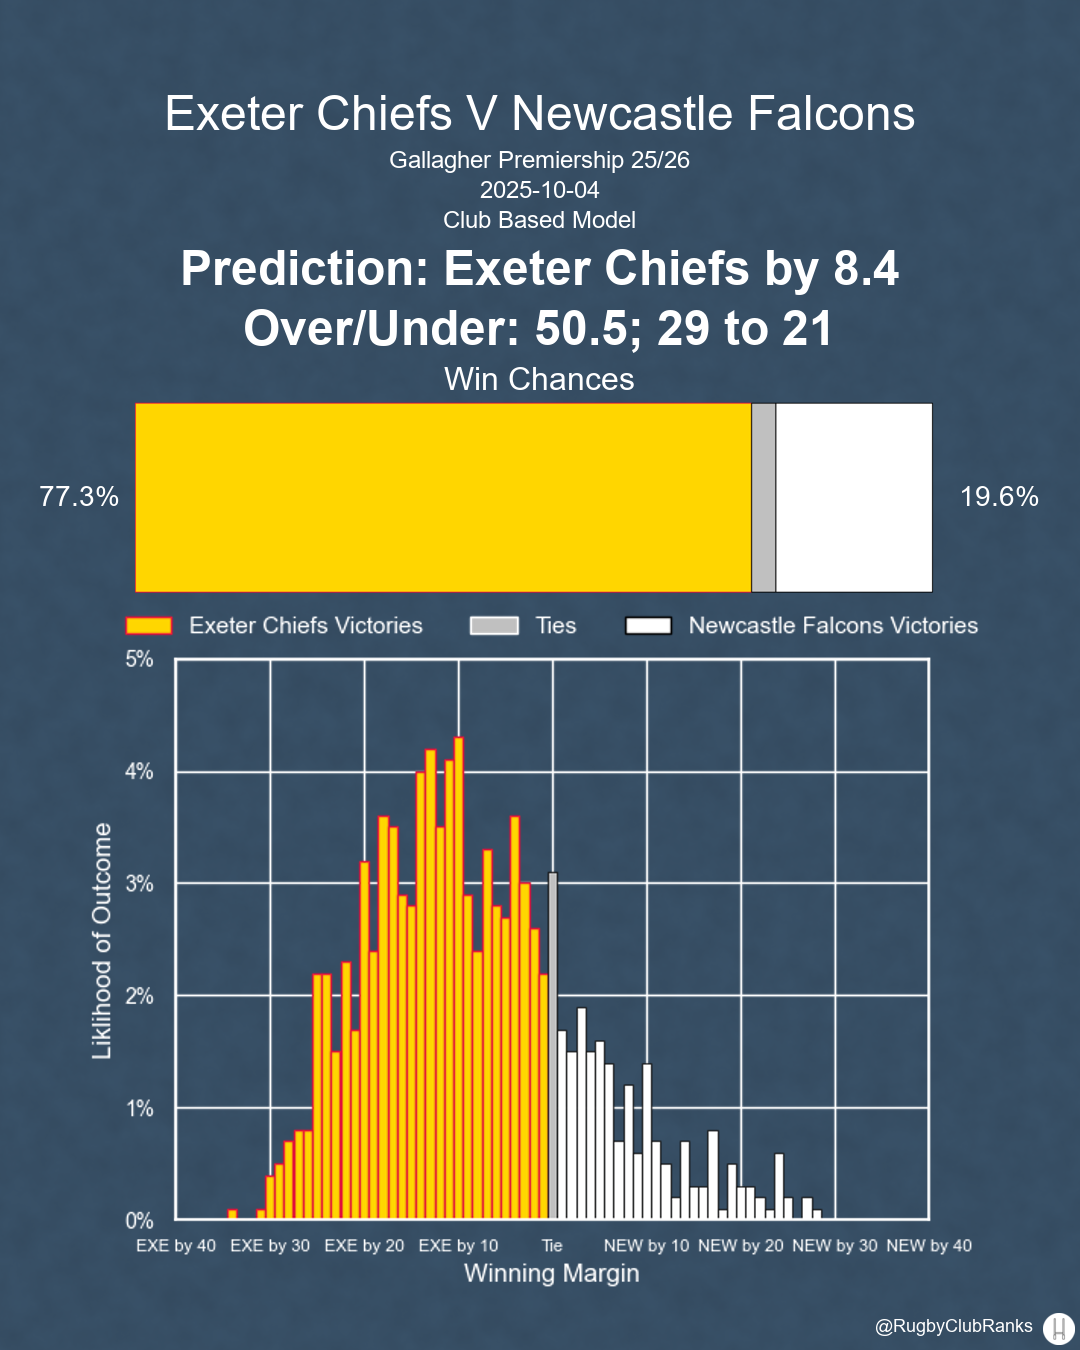 Exeter Chiefs V Newcastle Falcons
Gallagher Premiership 25/26
2025-10-04
Club Based Model
Prediction: Exeter Chiefs by 8.4
Over/Under: 50.5; 29 to 21
Win Chances
77.3%
19.6%
Exeter Chiefs Victories Ties Newcastle Falcons Victories
5%
4%
3%
2%
1%
0%
Liklihood of Outcome
EXE by 40 EXE by 30 EXE by 20 EXE by 10 Tie NEW by 10 NEW by 20 NEW by 30 NEW by 40
Winning Margin
@RugbyClubRanks